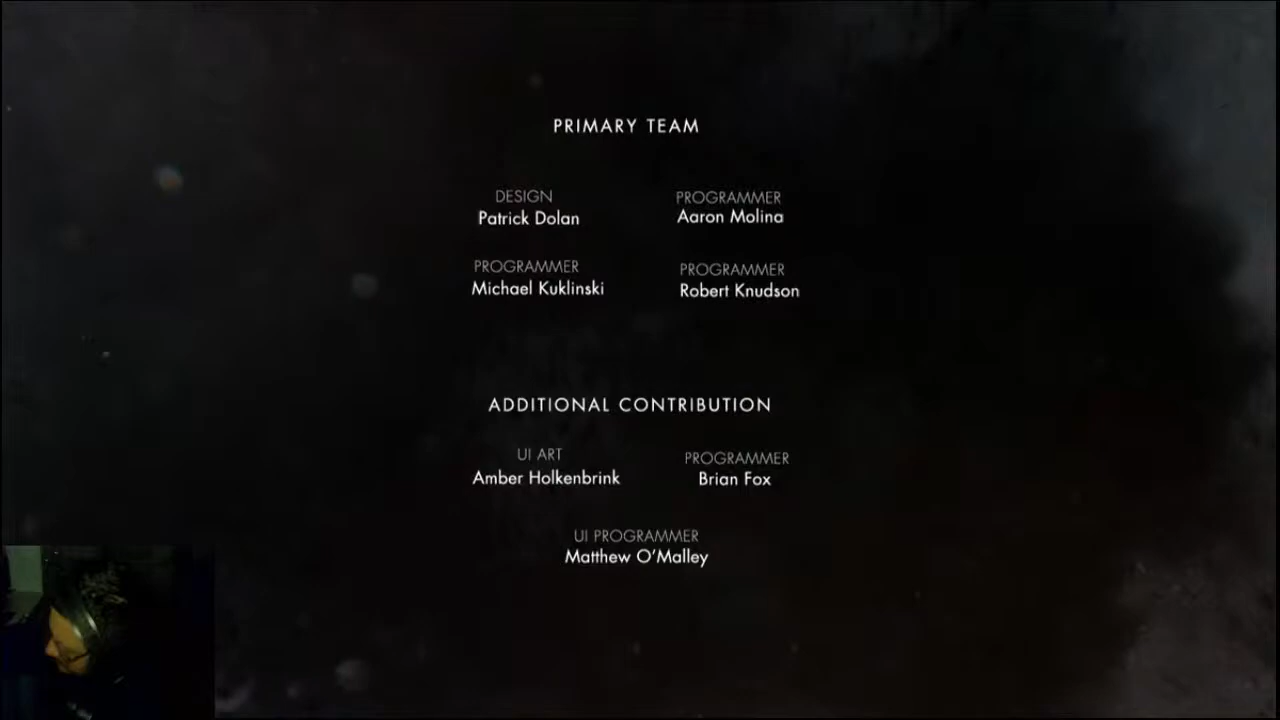 PRIMARY TEAM
DESIGN
Patrick Dolan
PROGRAMMER
Aaron Molina
PROGRAMMER
Michael Kuklinski
PROGRAMMER
Robert Knudson
ADDITIONAL CONTRIBUTION
UI ART
Amber Holkenbrink
PROGRAMMER
Brian Fox
UI PROGRAMMER
Matthew O’Malley